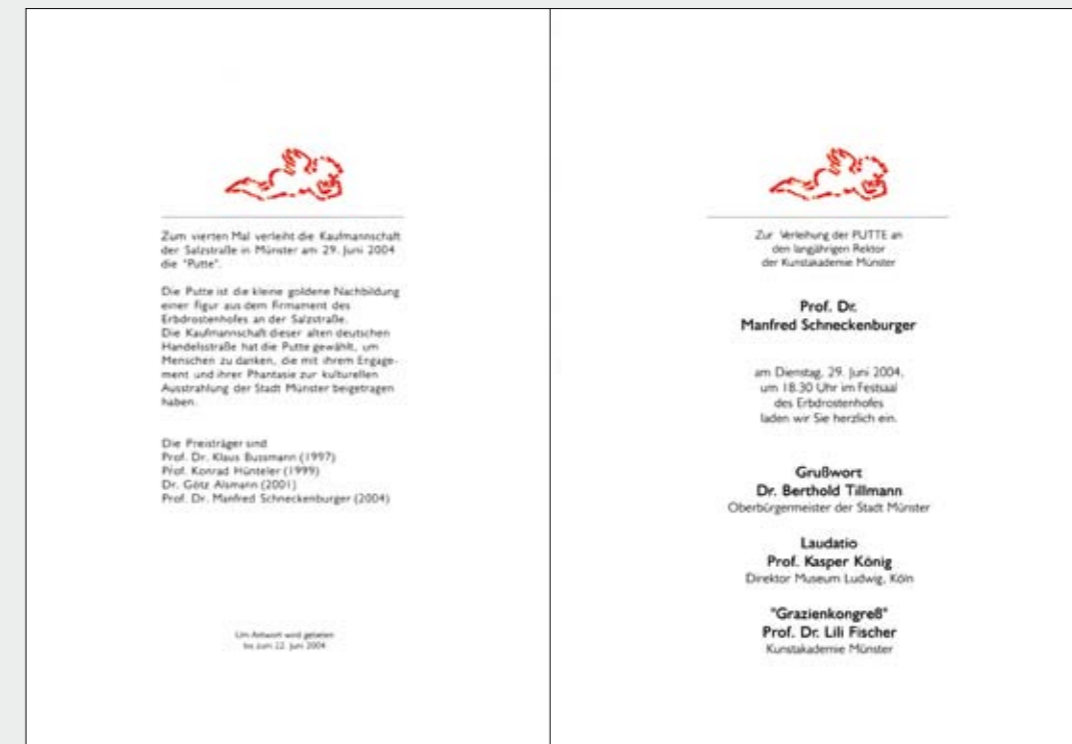 Zum vierten Mal verleiht die Kaufmannschaft
der Salzstraße in Münster am 29. Juni 2004
die "Putte".
Die Putte ist die kleine goldene Nachbildung
einer Figur aus dem Firmament des
Erbdrostenhofes an der Salzstraße.
Die Kaufmannschaft dieser alten deutschen
Handelsstraße hat die Putte gewählt, um
Menschen zu danken, die mit ihrem Engage-
ment und ihrer Phantasie zur kulturellen
Ausstrahlung der Stadt Münster beigetragen
haben.
Die Preisträger sind
Prof. Dr. Klaus Bussmann (1997)
Prof. Konrad Hünteler (1999)
Dr. Götz Alsmann (2001)
Prof. Dr. Manfred Schneckenburger (2004)
Um Antwort wird gebeten
bis zum 22. Juni 2004
Zur Verleihung der PUTTE an
den langjährigen Rektor
der Kunstakademie Münster
Prof. Dr.
Manfred Schneckenburger
am Dienstag, 29. Juni 2004,
um 18.30 Uhr im Festsaal
des Erbdrostenhofes
laden wir Sie herzlich ein.
Grußwort
Dr. Berthold Tillmann
Oberbürgermeister der Stadt Münster
Laudatio
Prof. Kasper König
Direktor Museum Ludwig, Köln
"Grazienkongreß"
Prof. Dr. Lili Fischer
Kunstakademie Münster